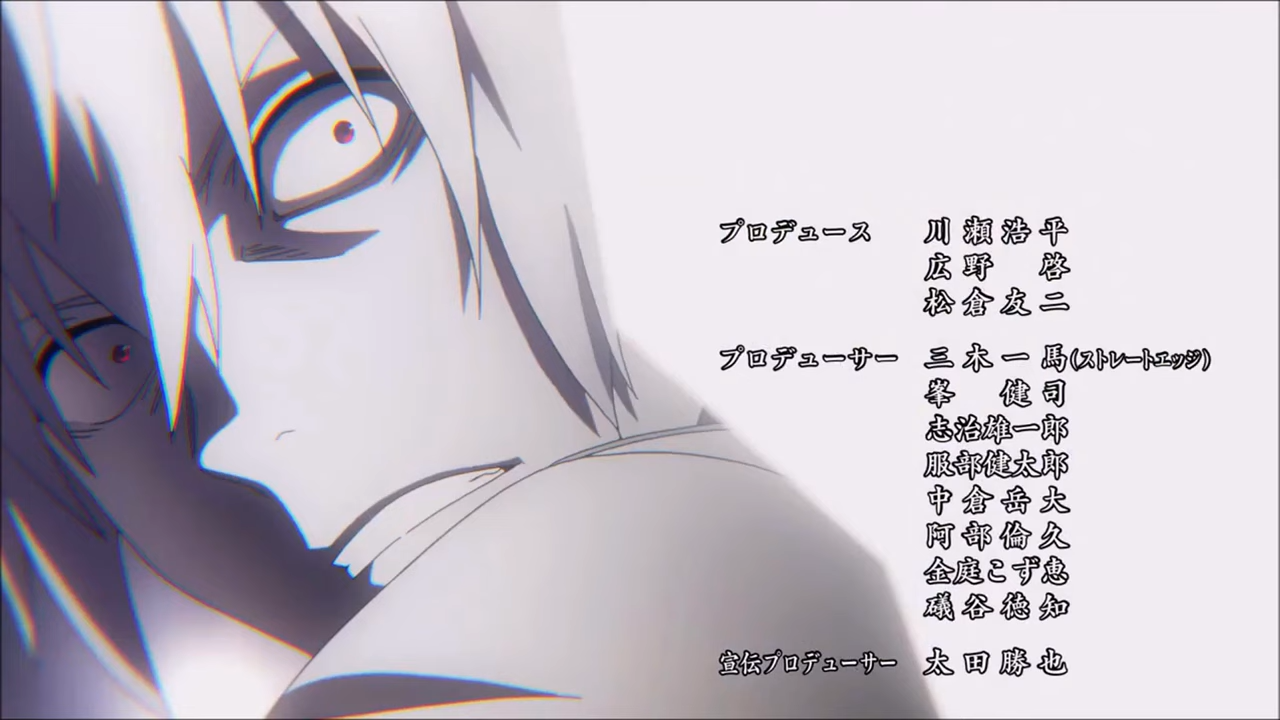 プロデュース 川瀬浩平
広野 啓
松倉友二
プロデューサー 三木一馬(ストレートエッジ)
峯 健司
志治雄一郎
服部健太郎
中倉岳大
阿部倫久
金庭こず恵
礒谷徳知
宣伝プロデューサー 太田勝也